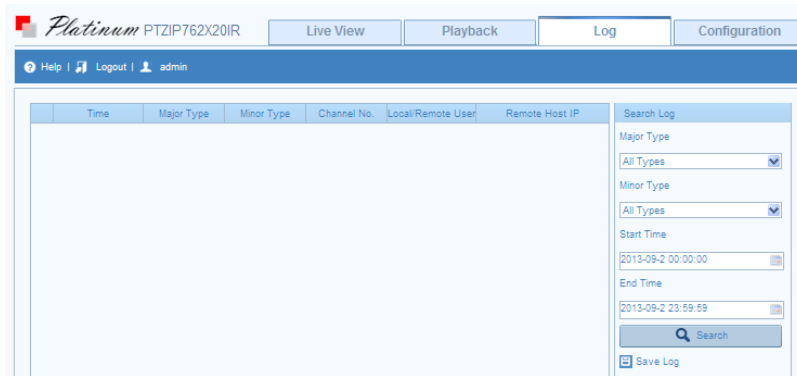 Platinum PTZIP762X20IR
Live View
Playback
Log
Configuration
Help | Logout | admin
Time
Major Type
Minor Type
Channel No.
Local/Remote User
Remote Host IP
Search Log
Major Type
All Types
Minor Type
All Types
Start Time
2013-09-2 00:00:00
End Time
2013-09-2 23:59:59
Search
Save Log